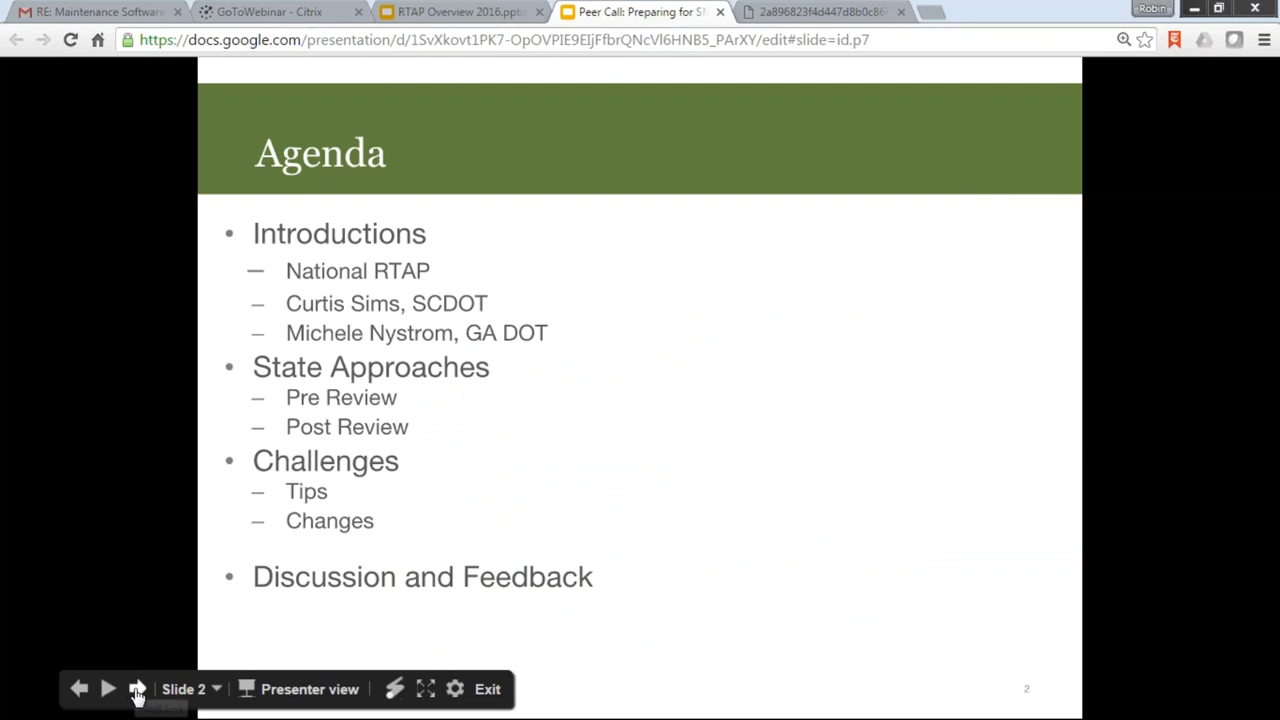 RE: Maintenance Software
GoToWebinar - Citrix
RTAP Overview 2016.pptx
Peer Call: Preparing for SM
2a896823f4d447d8b0c86
Robin
https://docs.google.com/presentation/d/1SvXkovt1PK7-OpOVPIE9EIjFfbrQNcVl6HNB5_PArXY/edit#slide=id.p7
Agenda
• Introductions
– National RTAP
– Curtis Sims, SCDOT
– Michele Nystrom, GA DOT
• State Approaches
– Pre Review
– Post Review
• Challenges
– Tips
– Changes
• Discussion and Feedback
Slide 2
Presenter view
Exit
2